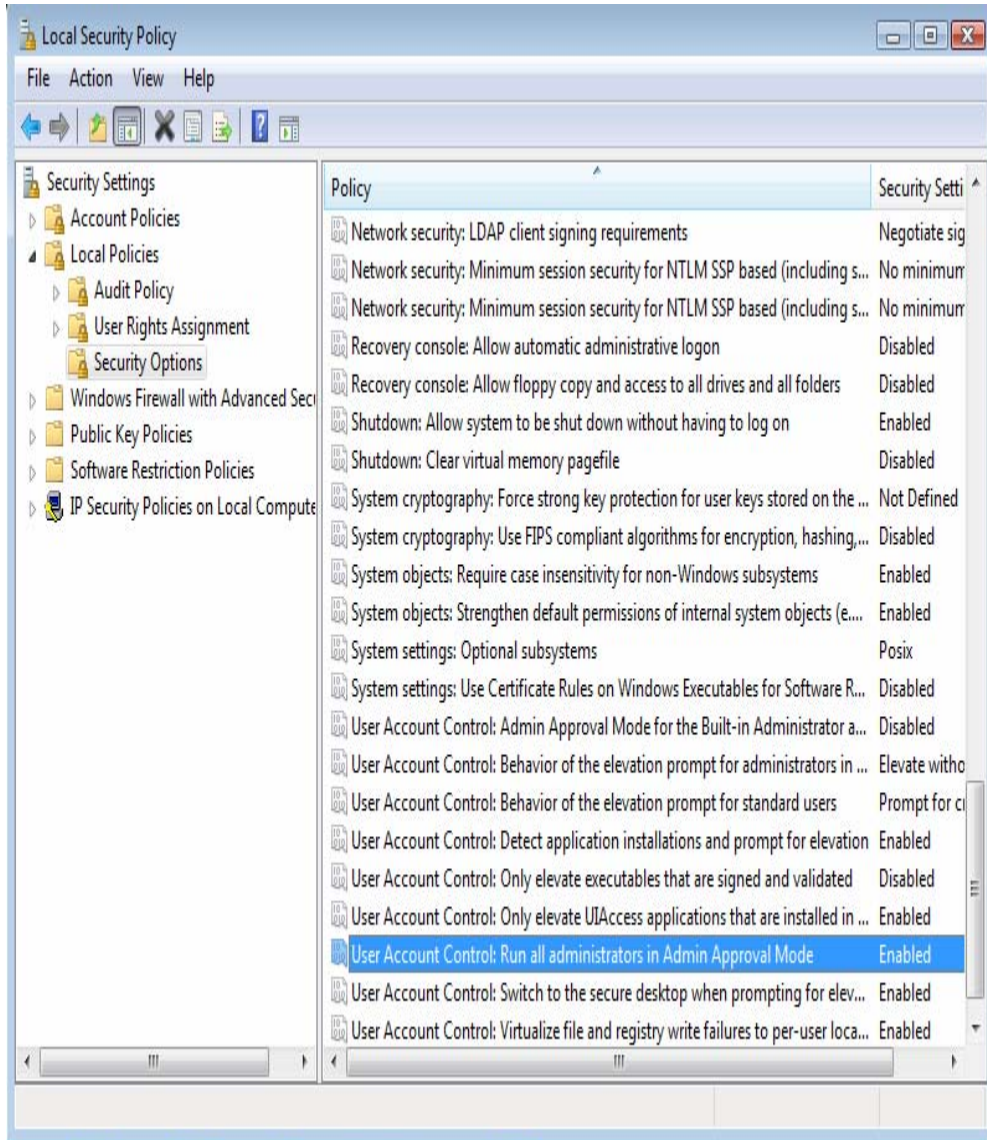 Local Security Policy
File Action View Help
Security Settings
Account Policies
Local Policies
Audit Policy
User Rights Assignment
Security Options
Windows Firewall with Advanced Secu
Public Key Policies
Software Restriction Policies
IP Security Policies on Local Compute
Policy Security Setti
Network security: LDAP client signing requirements Negotiate sig
Network security: Minimum session security for NTLM SSP based (including s... No minimum
Network security: Minimum session security for NTLM SSP based (including s... No minimum
Recovery console: Allow automatic administrative logon Disabled
Recovery console: Allow floppy copy and access to all drives and all folders Disabled
Shutdown: Allow system to be shut down without having to log on Enabled
Shutdown: Clear virtual memory pagefile Disabled
System cryptography: Force strong key protection for user keys stored on the ... Not Defined
System cryptography: Use FIPS compliant algorithms for encryption, hashing,... Disabled
System objects: Require case insensitivity for non-Windows subsystems Enabled
System objects: Strengthen default permissions of internal system objects (e.... Enabled
System settings: Optional subsystems Posix
System settings: Use Certificate Rules on Windows Executables for Software R... Disabled
User Account Control: Admin Approval Mode for the Built-in Administrator a... Disabled
User Account Control: Behavior of the elevation prompt for administrators in ... Elevate witho
User Account Control: Behavior of the elevation prompt for standard users Prompt for cr
User Account Control: Detect application installations and prompt for elevation Enabled
User Account Control: Only elevate executables that are signed and validated Disabled
User Account Control: Only elevate UIAccess applications that are installed in ... Enabled
User Account Control: Run all administrators in Admin Approval Mode Enabled
User Account Control: Switch to the secure desktop when prompting for elev... Enabled
User Account Control: Virtualize file and registry write failures to per-user loca... Enabled